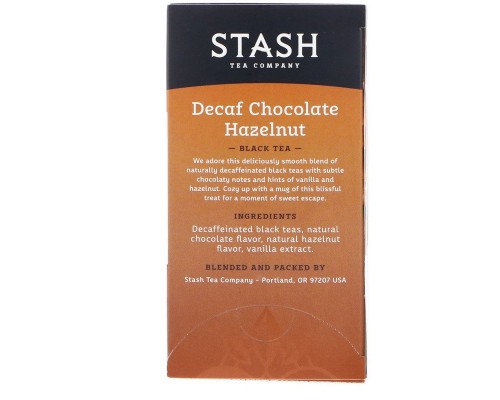 STASH
TEA COMPANY
Decaf Chocolate
Hazelnut
— BLACK TEA —
We adore this deliciously smooth blend of
naturally decaffeinated black teas with subtle
chocolaty notes and hints of vanilla and
hazelnut. Cozy up with a mug of this blissful
treat for a moment of sweet escape.
INGREDIENTS
Decaffeinated black teas, natural
chocolate flavor, natural hazelnut
flavor, vanilla extract.
BLENDED AND PACKED BY
Stash Tea Company – Portland, OR 97207 USA